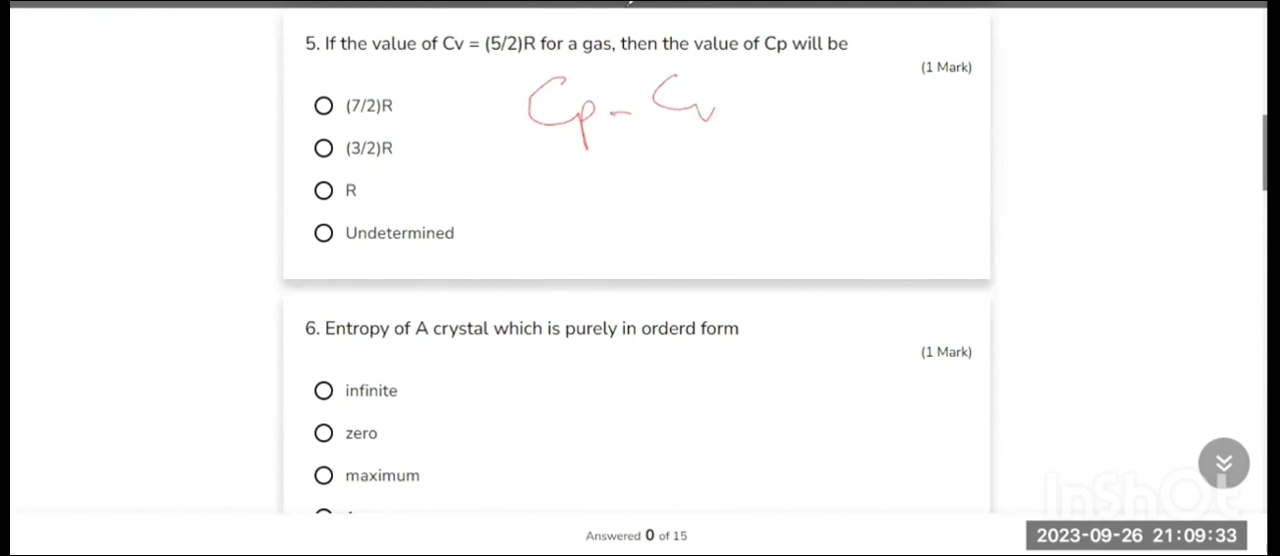 5. If the value of Cv = (5/2)R for a gas, then the value of Cp will be
(1 Mark)
(7/2)R
Cp - Cv
(3/2)R
R
Undetermined
6. Entropy of A crystal which is purely in orderd form
(1 Mark)
infinite
zero
maximum
InShOt
Answered 0 of 15
2023-09-26 21:09:33